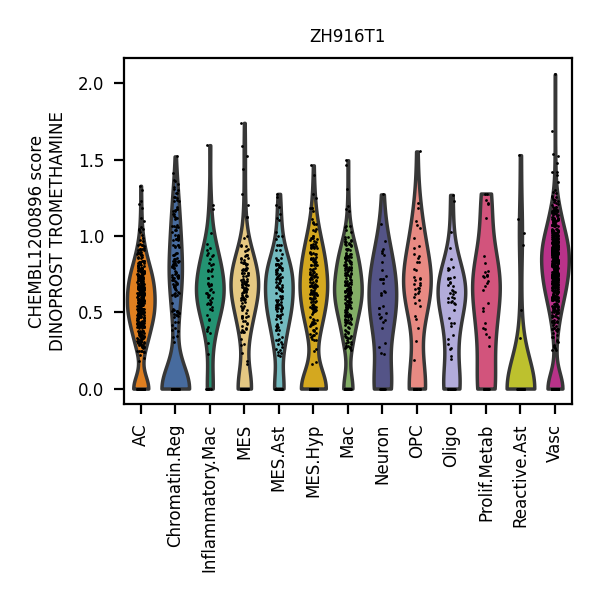 ZH916T1
CHEMBL1200896 score
DINOPROST TROMETHAMINE
2.0
1.5
1.0
0.5
0.0
AC
Chromatin.Reg
Inflammatory.Mac
MES
MES.Ast
MES.Hyp
Mac
Neuron
OPC
Oligo
Prolif.Metab
Reactive.Ast
Vasc